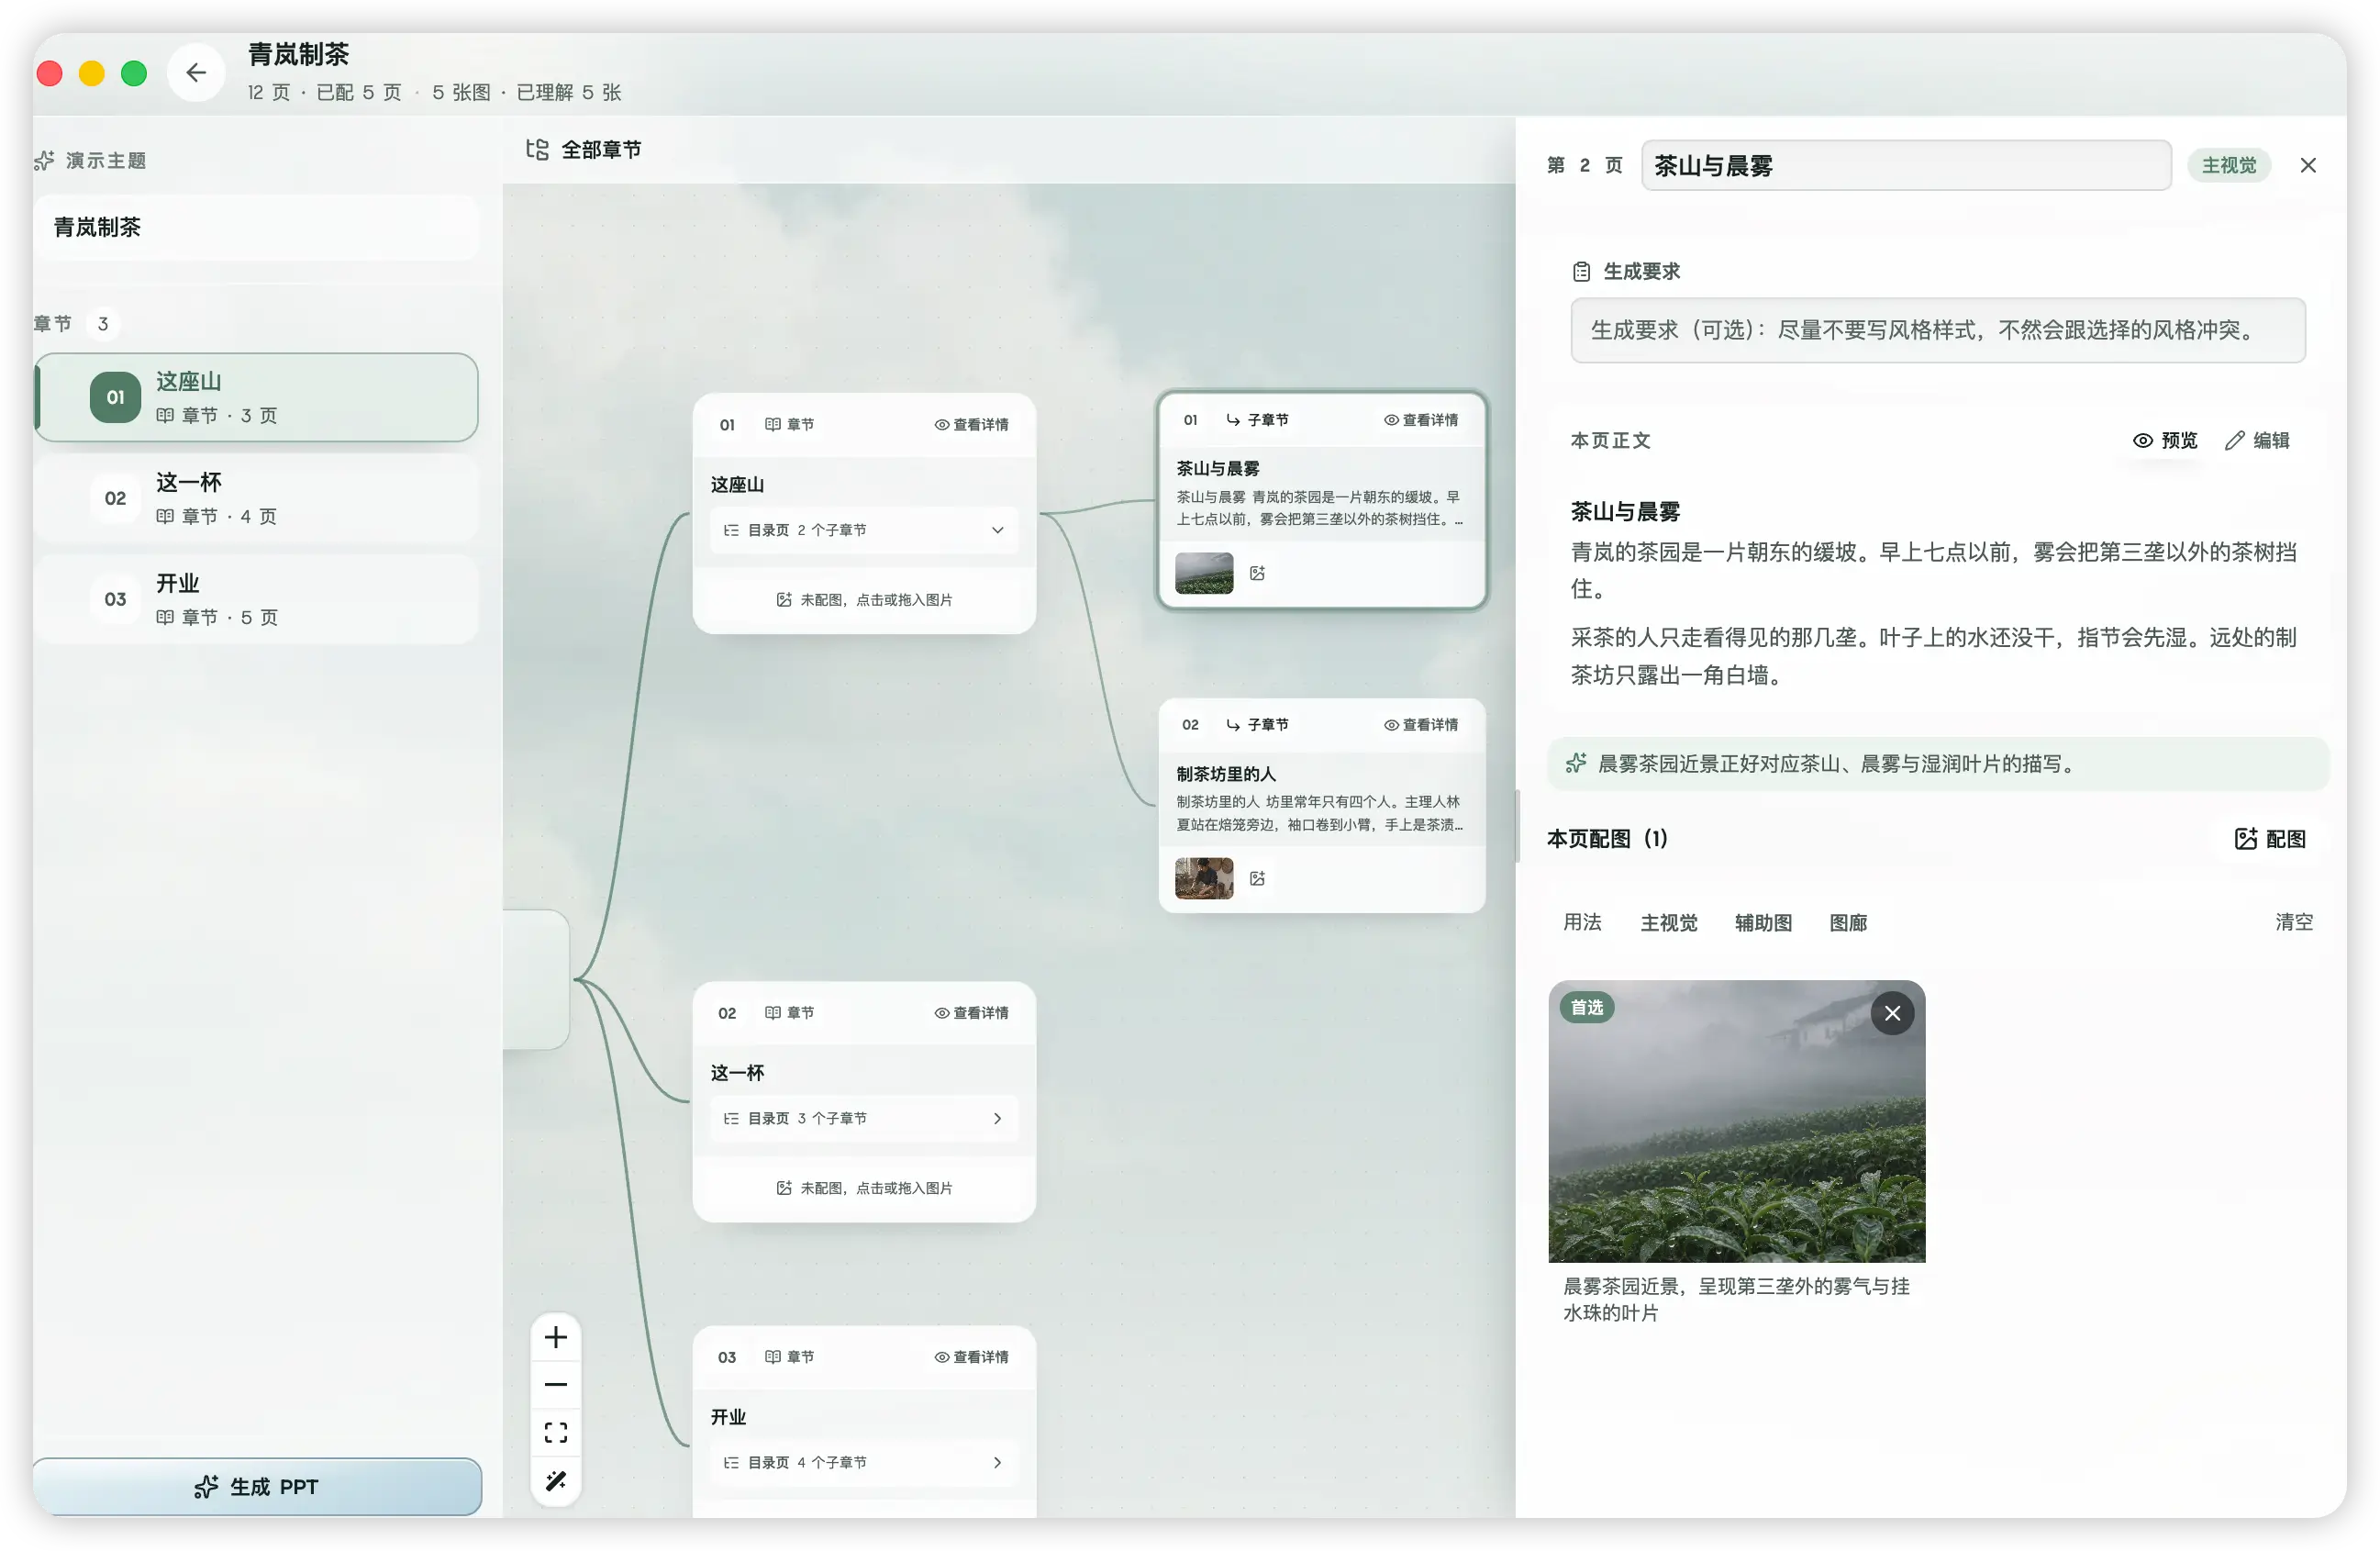 青岚制茶
12 页 · 已配 5 页 · 5 张图 · 已理解 5 张
演示主题
青岚制茶
章节 3
01 这座山
章节 · 3 页
02 这一杯
章节 · 4 页
03 开业
章节 · 5 页
生成 PPT
全部章节
01 章节 查看详情
这座山
目录页 2 个子章节
未配图，点击或拖入图片
01 子章节 查看详情
茶山与晨雾
茶山与晨雾 青岚的茶园是一片朝东的缓坡。早
上七点以前，雾会把第三垄以外的茶树挡住。…
02 子章节 查看详情
制茶坊里的人
制茶坊里的人 坊里常年只有四个人。主理人林
夏站在焙笼旁边，袖口卷到小臂，手上是茶渍…
02 章节 查看详情
这一杯
目录页 3 个子章节
未配图，点击或拖入图片
03 章节 查看详情
开业
目录页 4 个子章节
第 2 页 茶山与晨雾 主视觉
生成要求
生成要求（可选）：尽量不要写风格样式，不然会跟选择的风格冲突。
本页正文 预览 编辑
茶山与晨雾
青岚的茶园是一片朝东的缓坡。早上七点以前，雾会把第三垄以外的茶树挡
住。
采茶的人只走看得见的那几垄。叶子上的水还没干，指节会先湿。远处的制
茶坊只露出一角白墙。
晨雾茶园近景正好对应茶山、晨雾与湿润叶片的描写。
本页配图（1） 配图
用法 主视觉 辅助图 图廊 清空
首选
晨雾茶园近景，呈现第三垄外的雾气与挂
水珠的叶片